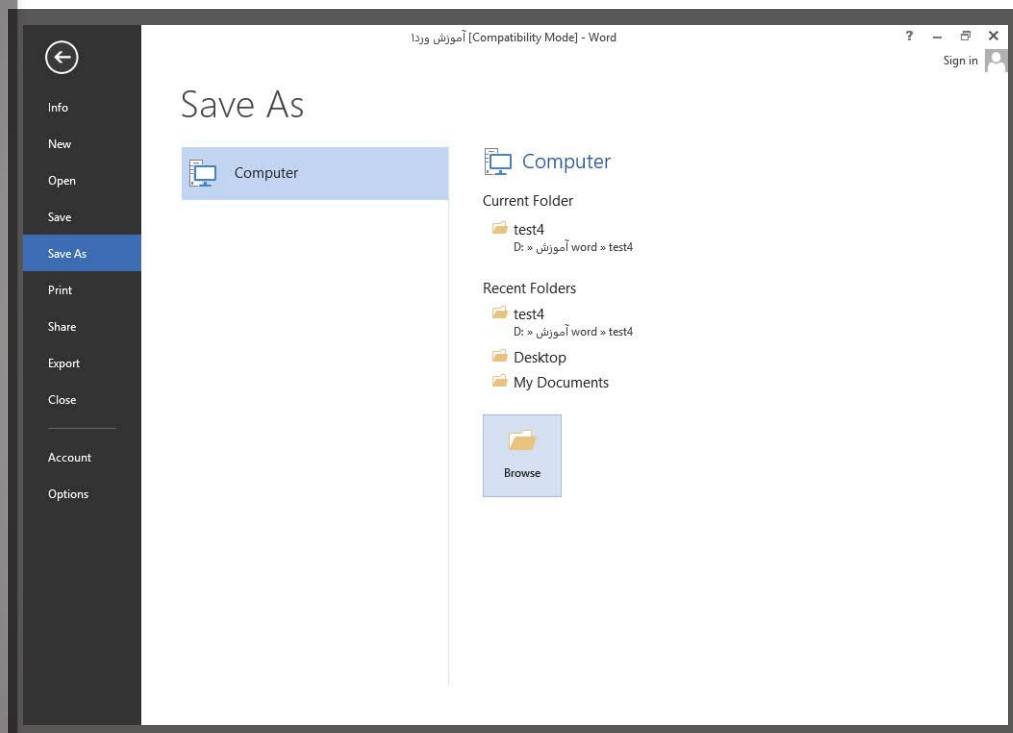 آموزش ورد1 [Compatibility Mode] - Word
?
Sign in
Info
New
Open
Save
Save As
Print
Share
Export
Close
Account
Options
Save As
Computer
Computer
Current Folder
test4
D: » آموزش word » test4
Recent Folders
test4
D: » آموزش word » test4
Desktop
My Documents
Browse